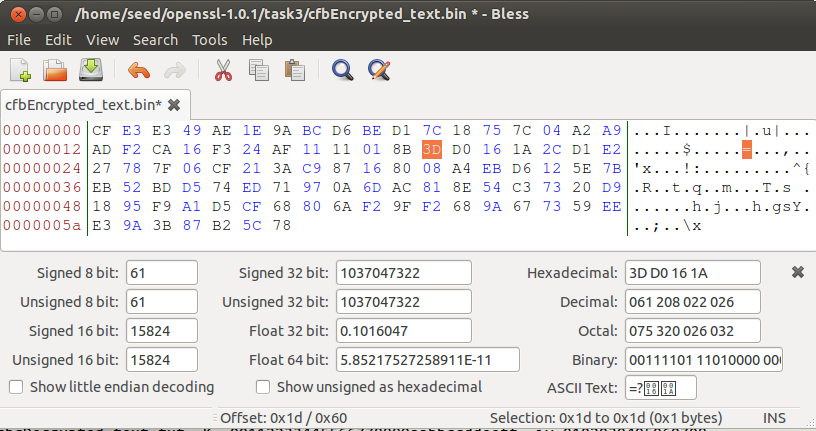 /home/seed/openssl-1.0.1/task3/cfbEncrypted_text.bin * - Bless
File Edit View Search Tools Help
cfbEncrypted_text.bin* ✖
00000000 CF E3 E3 49 AE 1E 9A BC D6 BE D1 7C 18 75 7C 04 A2 A9 ...I.......|.u|...
00000012 AD F2 CA 16 F3 24 AF 11 11 01 8B 3D D0 16 1A 2C D1 E2 .....$.....=...,..
00000024 27 78 7F 06 CF 21 3A C9 87 16 80 08 A4 EB D6 12 5E 7B 'x...!:.........^{
00000036 EB 52 BD D5 74 ED 71 97 0A 6D AC 81 8E 54 C3 73 20 D9 .R..t.q..m...T.s .
00000048 18 95 F9 A1 D5 CF 68 80 6A F2 9F F2 68 9A 67 73 59 EE ......h.j...h.gsY.
0000005a E3 9A 3B 87 B2 5C 78 ..;..\x
Signed 8 bit: 61 Signed 32 bit: 1037047322 Hexadecimal: 3D D0 16 1A
Unsigned 8 bit: 61 Unsigned 32 bit: 1037047322 Decimal: 061 208 022 026
Signed 16 bit: 15824 Float 32 bit: 0.1016047 Octal: 075 320 026 032
Unsigned 16 bit: 15824 Float 64 bit: 5.85217527258911E-11 Binary: 00111101 11010000 000
Show little endian decoding Show unsigned as hexadecimal ASCII Text: =?
Offset: 0x1d / 0x60 Selection: 0x1d to 0x1d (0x1 bytes) INS